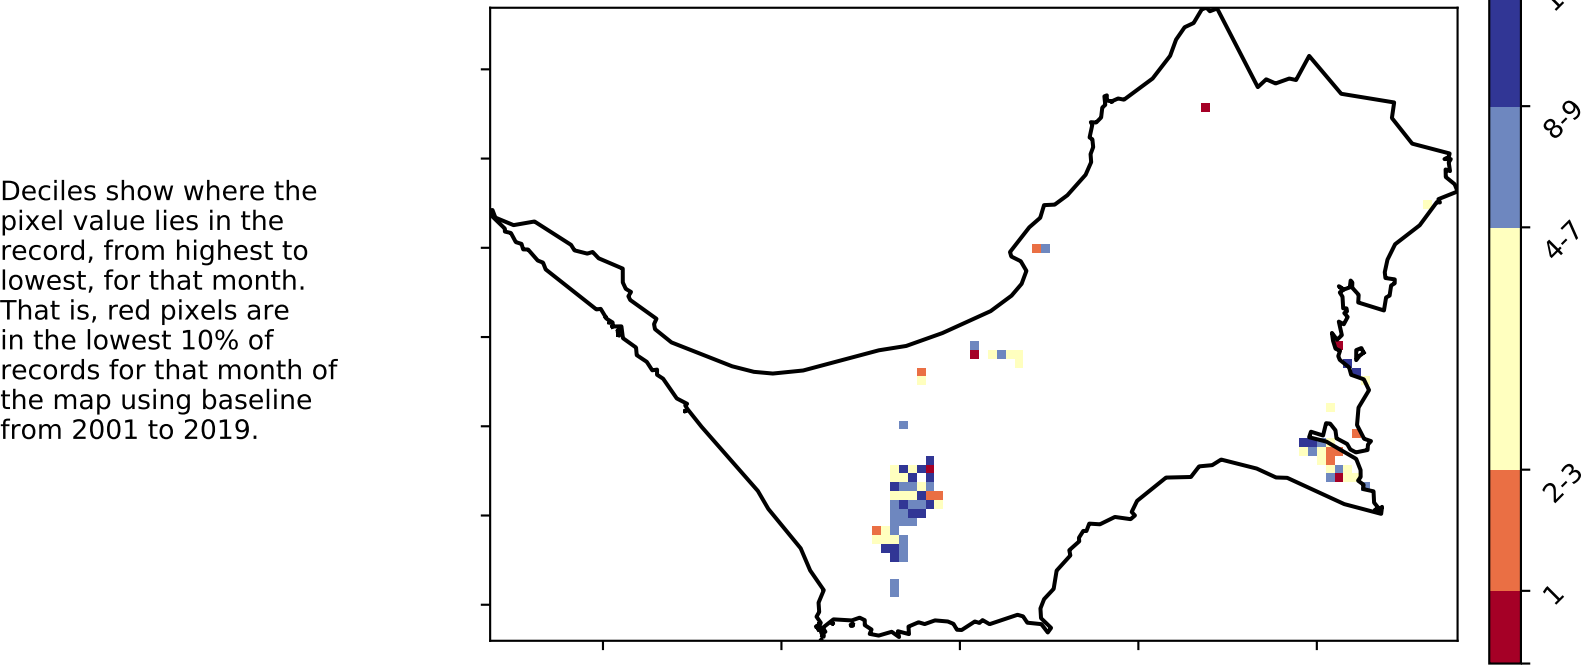 Deciles show where the
pixel value lies in the
record, from highest to
lowest, for that month.
That is, red pixels are
in the lowest 10% of
records for that month of
the map using baseline
from 2001 to 2019.
8-9
4-7
2-3
1